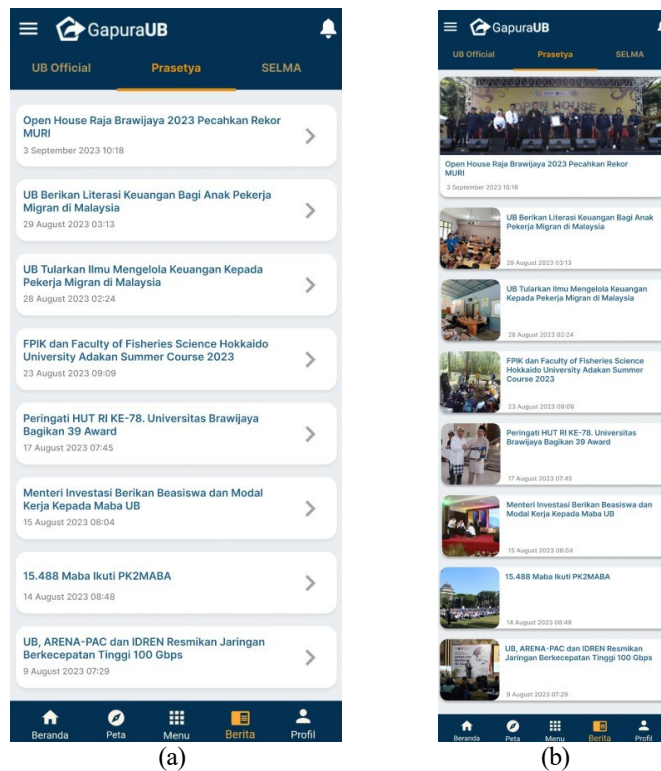 GapuraUB
UB Official Prasetya SELMA
Open House Raja Brawijaya 2023 Pecahkan Rekor
MURI
3 September 2023 10:18
UB Berikan Literasi Keuangan Bagi Anak Pekerja
Migran di Malaysia
29 August 2023 03:13
UB Tularkan Ilmu Mengelola Keuangan Kepada
Pekerja Migran di Malaysia
28 August 2023 02:24
FPIK dan Faculty of Fisheries Science Hokkaido
University Adakan Summer Course 2023
23 August 2023 09:09
Peringati HUT RI KE-78. Universitas Brawijaya
Bagikan 39 Award
17 August 2023 07:45
Menteri Investasi Berikan Beasiswa dan Modal
Kerja Kepada Maba UB
15 August 2023 08:04
15.488 Maba Ikuti PK2MABA
14 August 2023 08:48
UB, ARENA-PAC dan IDREN Resmikan Jaringan
Berkecepatan Tinggi 100 Gbps
9 August 2023 07:29
Beranda Peta Menu Berita Profil
(a)
GapuraUB
UB Official Prasetya SELMA
OPEN HOUSE
Open House Raja Brawijaya 2023 Pecahkan Rekor
MURI
3 September 2023 10:18
UB Berikan Literasi Keuangan Bagi Anak
Pekerja Migran di Malaysia
29 August 2023 03:13
UB Tularkan Ilmu Mengelola Keuangan
Kepada Pekerja Migran di Malaysia
28 August 2023 02:24
FPIK dan Faculty of Fisheries Science
Hokkaido University Adakan Summer
Course 2023
23 August 2023 09:09
Peringati HUT RI KE-78. Universitas
Brawijaya Bagikan 39 Award
17 August 2023 07:45
Menteri Investasi Berikan Beasiswa dan
Modal Kerja Kepada Maba UB
15 August 2023 08:04
15.488 Maba Ikuti PK2MABA
14 August 2023 08:48
UB, ARENA-PAC dan IDREN Resmikan
Jaringan Berkecepatan Tinggi 100 Gbps
9 August 2023 07:29
Beranda Peta Menu Berita Profil
(b)